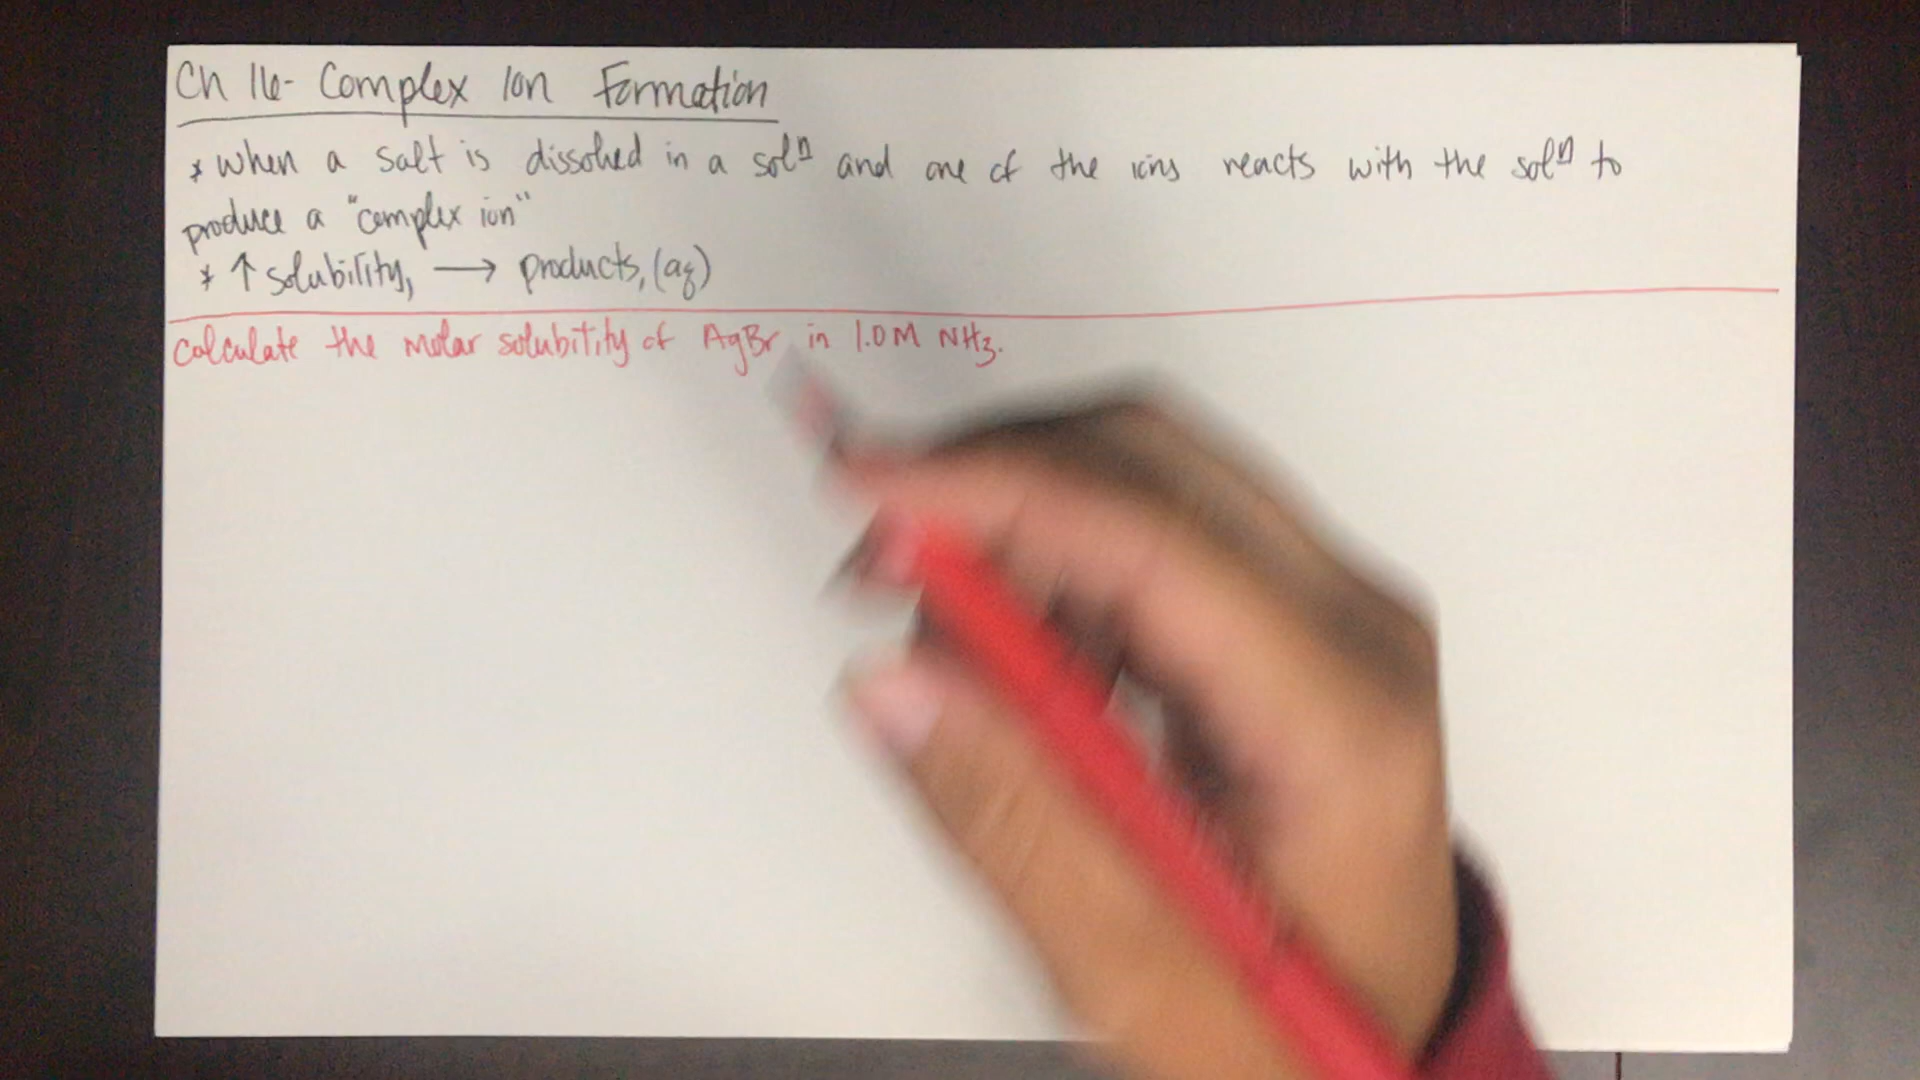 Ch 16- Complex Ion Formation
* when a salt is dissolved in a solⁿ and one of the ions reacts with the solⁿ to
produce a "complex ion"
* ↑ solubility, → products, (aq)
Calculate the molar solubility of AgBr in 1.0M NH₃.